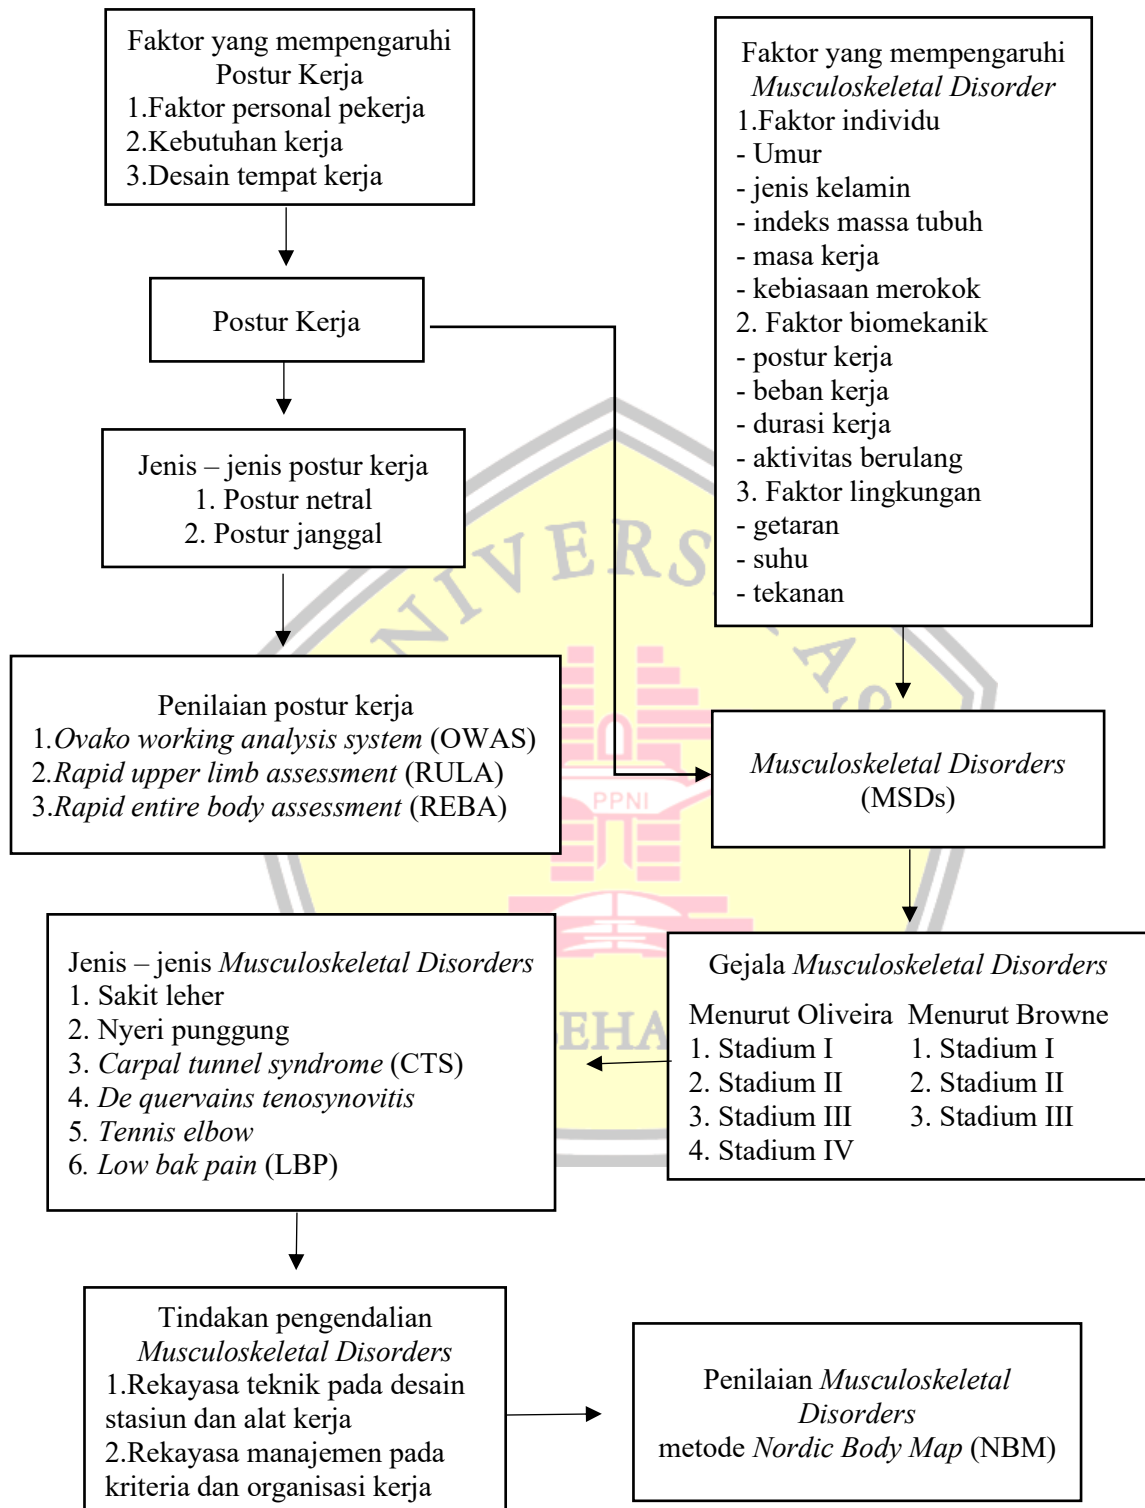 Faktor yang mempengaruhi
Postur Kerja
1.Faktor personal pekerja
2.Kebutuhan kerja
3.Desain tempat kerja
Faktor yang mempengaruhi
Musculoskeletal Disorder
1.Faktor individu
- Umur
- jenis kelamin
- indeks massa tubuh
- masa kerja
- kebiasaan merokok
2. Faktor biomekanik
- postur kerja
- beban kerja
- durasi kerja
- aktivitas berulang
3. Faktor lingkungan
- getaran
- suhu
- tekanan
Postur Kerja
Jenis – jenis postur kerja
1. Postur netral
2. Postur janggal
Penilaian postur kerja
1.Ovako working analysis system (OWAS)
2.Rapid upper limb assessment (RULA)
3.Rapid entire body assessment (REBA)
Musculoskeletal Disorders
(MSDs)
PPNI
Gejala Musculoskeletal Disorders
Menurut Oliveira
1. Stadium I
2. Stadium II
3. Stadium III
4. Stadium IV
Menurut Browne
1. Stadium I
2. Stadium II
3. Stadium III
Jenis – jenis Musculoskeletal Disorders
1. Sakit leher
2. Nyeri punggung
3. Carpal tunnel syndrome (CTS)
4. De quervains tenosynovitis
5. Tennis elbow
6. Low bak pain (LBP)
Tindakan pengendalian
Musculoskeletal Disorders
1.Rekayasa teknik pada desain
stasiun dan alat kerja
2.Rekayasa manajemen pada
kriteria dan organisasi kerja
Penilaian Musculoskeletal
Disorders
metode Nordic Body Map (NBM)